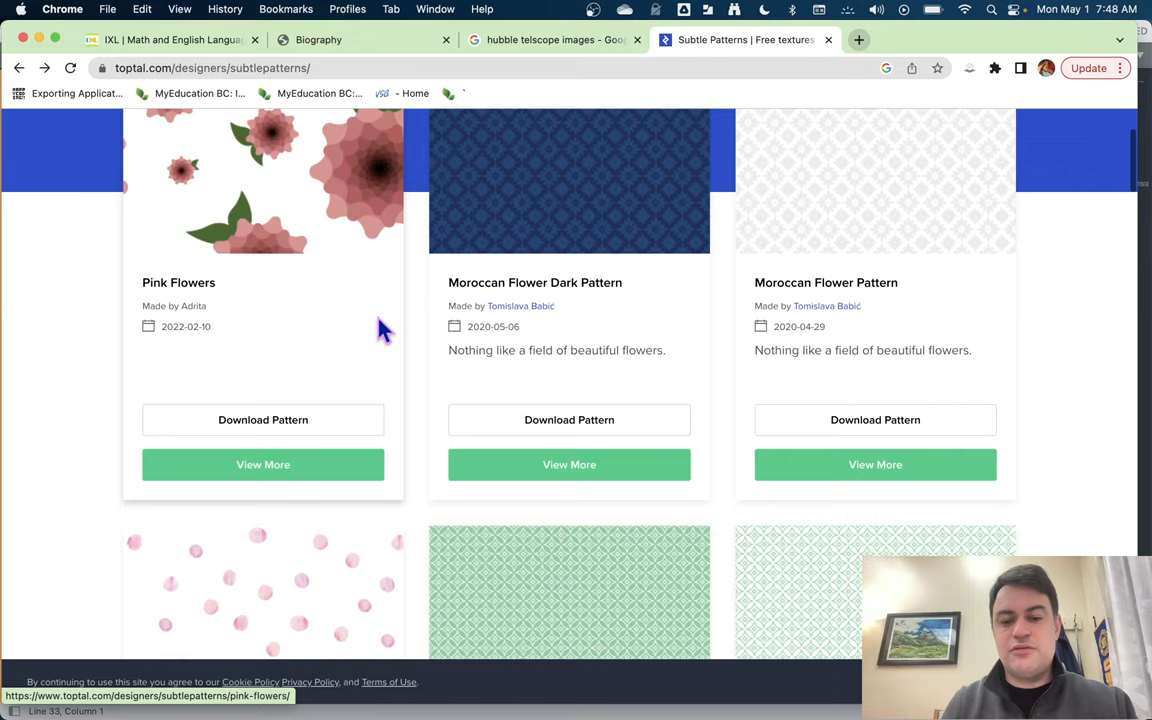 Chrome File Edit View History Bookmarks Profiles Tab Window Help Mon May 1 7:48 AM
IXL | Math and English Langua Biography hubble telscope images - Goo Subtle Patterns | Free textures
toptal.com/designers/subtlepatterns/ Update
Exporting Applicat... MyEducation BC: I... MyEducation BC:... VSB - Home
Pink Flowers
Made by Adrita
2022-02-10
Download Pattern
View More
Moroccan Flower Dark Pattern
Made by Tomislava Babić
2020-05-06
Nothing like a field of beautiful flowers.
Download Pattern
View More
Moroccan Flower Pattern
Made by Tomislava Babić
2020-04-29
Nothing like a field of beautiful flowers.
Download Pattern
View More
By continuing to use this site you agree to our Cookie Policy Privacy Policy, and Terms of Use.
https://www.toptal.com/designers/subtlepatterns/pink-flowers/
Line 33, Column 1